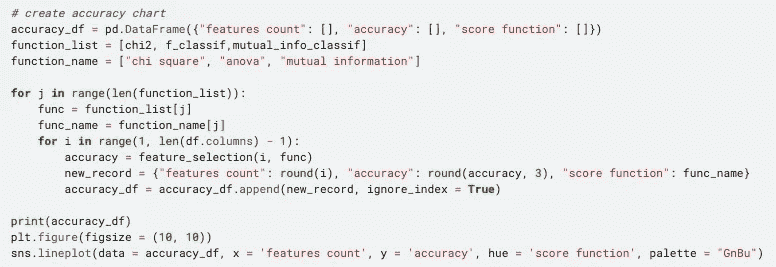 # create accuracy chart
accuracy_df = pd.DataFrame({"features count": [], "accuracy": [], "score function": []})
function_list = [chi2, f_classif,mutual_info_classif]
function_name = ["chi square", "anova", "mutual information"]

for j in range(len(function_list)):
    func = function_list[j]
    func_name = function_name[j]
    for i in range(1, len(df.columns) - 1):
        accuracy = feature_selection(i, func)
        new_record = {"features count": round(i), "accuracy": round(accuracy, 3), "score function": func_name}
        accuracy_df = accuracy_df.append(new_record, ignore_index = True)

print(accuracy_df)
plt.figure(figsize = (10, 10))
sns.lineplot(data = accuracy_df, x = 'features count', y = 'accuracy', hue = 'score function', palette = "GnBu")